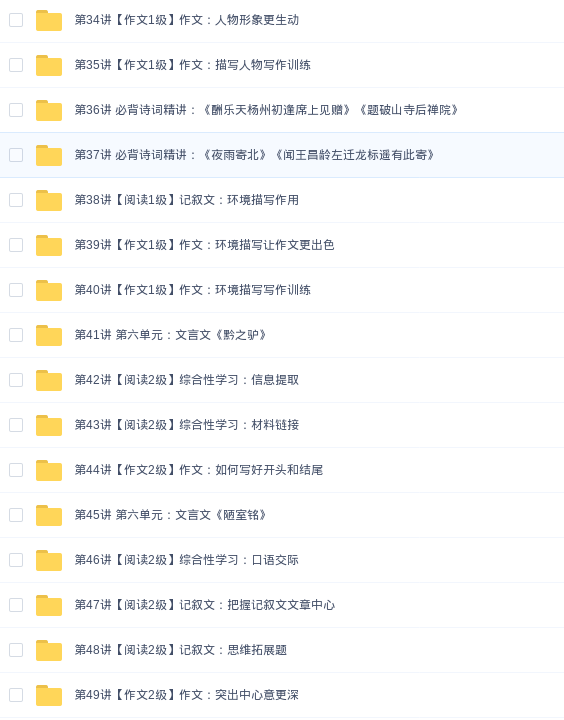 第34讲【作文1级】作文：人物形象更生动
第35讲【作文1级】作文：描写人物写作训练
第36讲 必背诗词精讲：《酬乐天杨州初逢席上见赠》《题破山寺后禅院》
第37讲 必背诗词精讲：《夜雨寄北》《闻王昌龄左迁龙标遥有此寄》
第38讲【阅读1级】记叙文：环境描写作用
第39讲【作文1级】作文：环境描写让作文更出色
第40讲【作文1级】作文：环境描写写作训练
第41讲 第六单元：文言文《黔之驴》
第42讲【阅读2级】综合性学习：信息提取
第43讲【阅读2级】综合性学习：材料链接
第44讲【作文2级】作文：如何写好开头和结尾
第45讲 第六单元：文言文《陋室铭》
第46讲【阅读2级】综合性学习：口语交际
第47讲【阅读2级】记叙文：把握记叙文文章中心
第48讲【阅读2级】记叙文：思维拓展题
第49讲【作文2级】作文：突出中心意更深